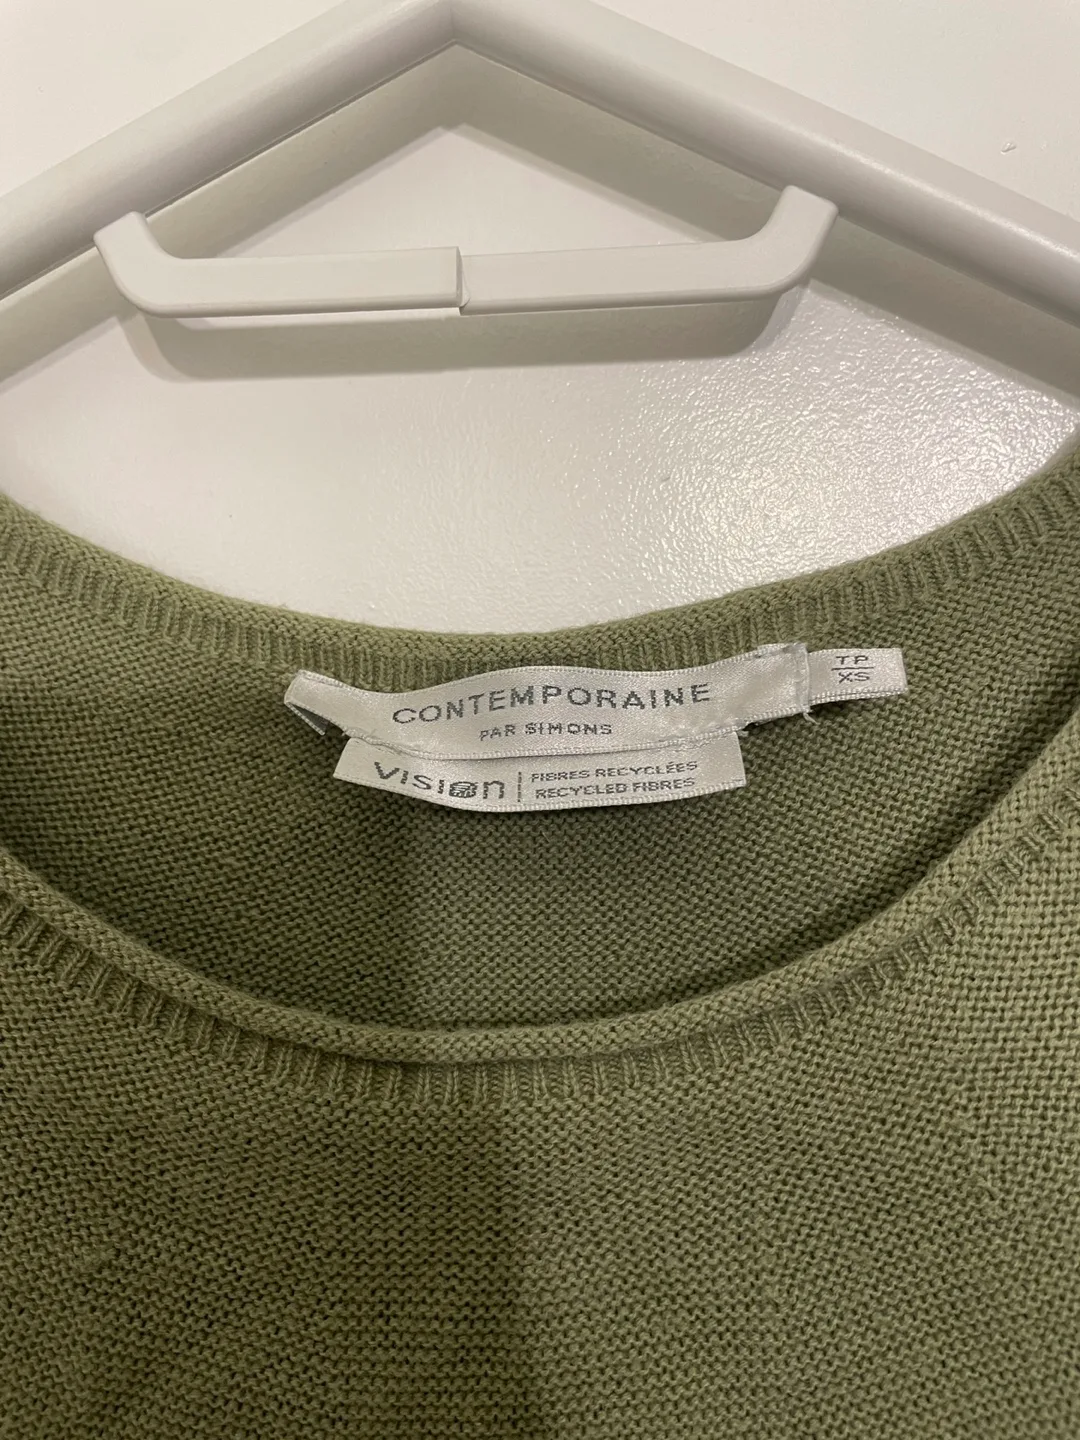 CONTEMPORAINE
PAR SIMONS
TP
XS
VISION
FIBRES RECYCLÉES
RECYCLED FIBRES